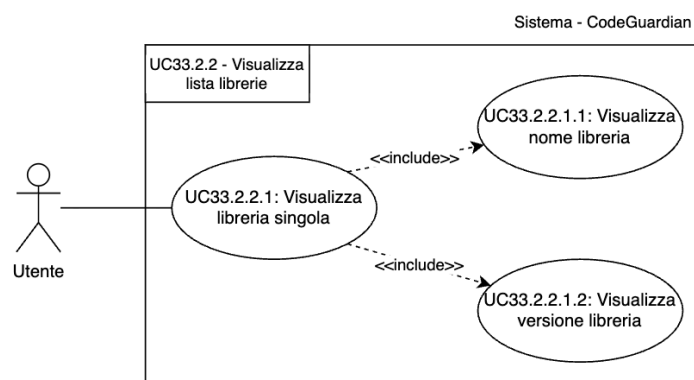 Sistema - CodeGuardian
UC33.2.2 - Visualizza
lista librerie
UC33.2.2.1.1: Visualizza
nome libreria
<<include>>
UC33.2.2.1: Visualizza
libreria singola
Utente
<<include>>
UC33.2.2.1.2: Visualizza
versione libreria